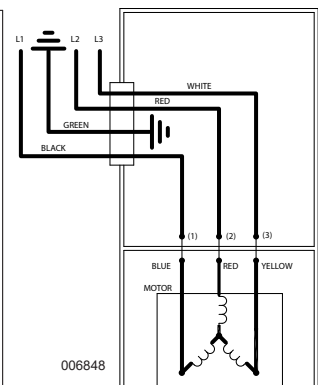 L1 L2 L3
WHITE
RED
GREEN
BLACK
(1) (2) (3)
BLUE RED YELLOW
MOTOR
006848